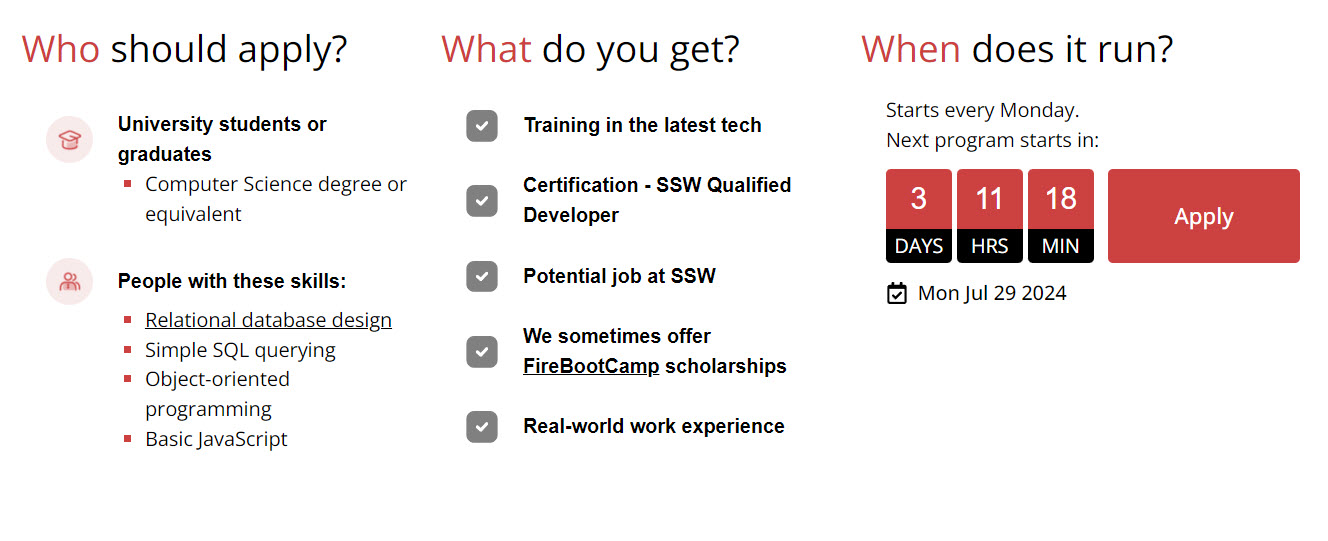 Who should apply?
University students or
graduates
Computer Science degree or
equivalent
People with these skills:
Relational database design
Simple SQL querying
Object-oriented
programming
Basic JavaScript
What do you get?
Training in the latest tech
Certification - SSW Qualified
Developer
Potential job at SSW
We sometimes offer
FireBootCamp scholarships
Real-world work experience
When does it run?
Starts every Monday.
Next program starts in:
3 11 18
DAYS HRS MIN
Apply
Mon Jul 29 2024